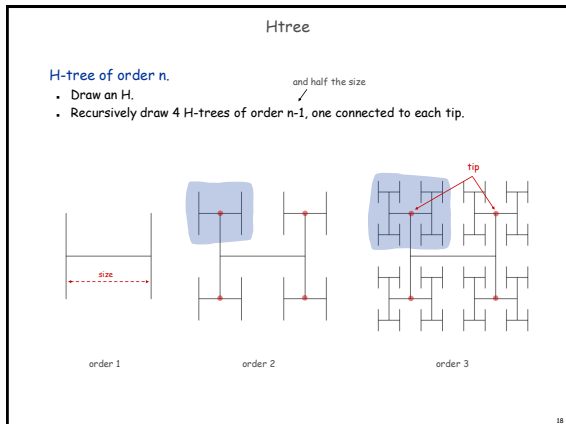 Htree
H-tree of order n.
and half the size
▪ Draw an H.
▪ Recursively draw 4 H-trees of order n-1, one connected to each tip.
tip
size
order 1
order 2
order 3
18